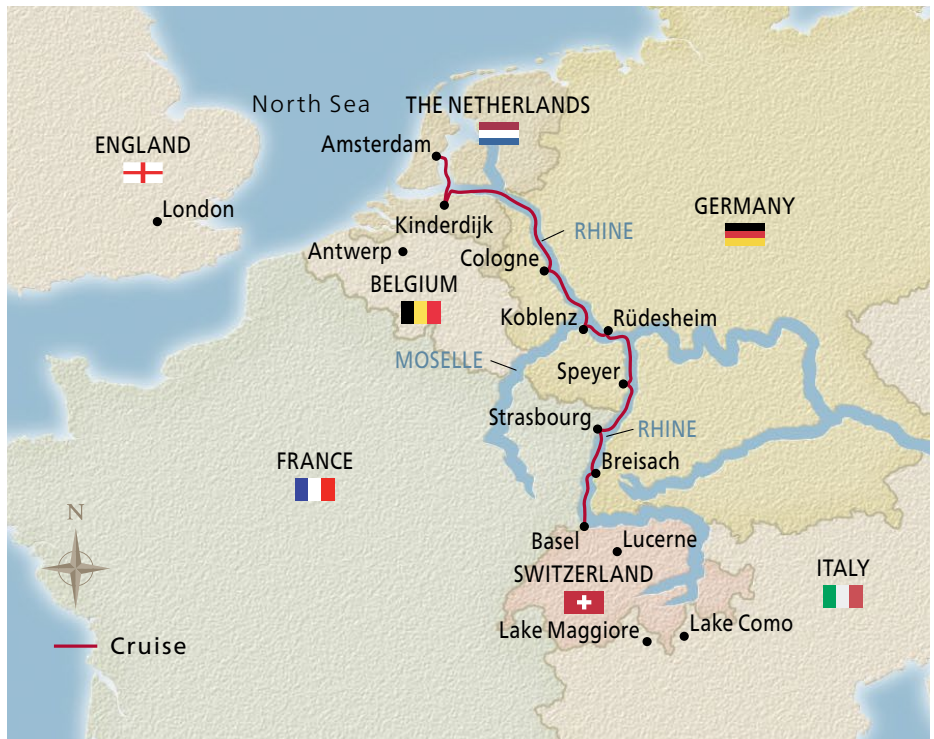 North Sea
THE NETHERLANDS
ENGLAND
Amsterdam
London
Kinderdijk
GERMANY
RHINE
Antwerp
Cologne
BELGIUM
Koblenz
Rüdesheim
MOSELLE
Speyer
Strasbourg
RHINE
FRANCE
Breisach
N
Basel
Lucerne
SWITZERLAND
ITALY
Lake Maggiore
Lake Como
Cruise